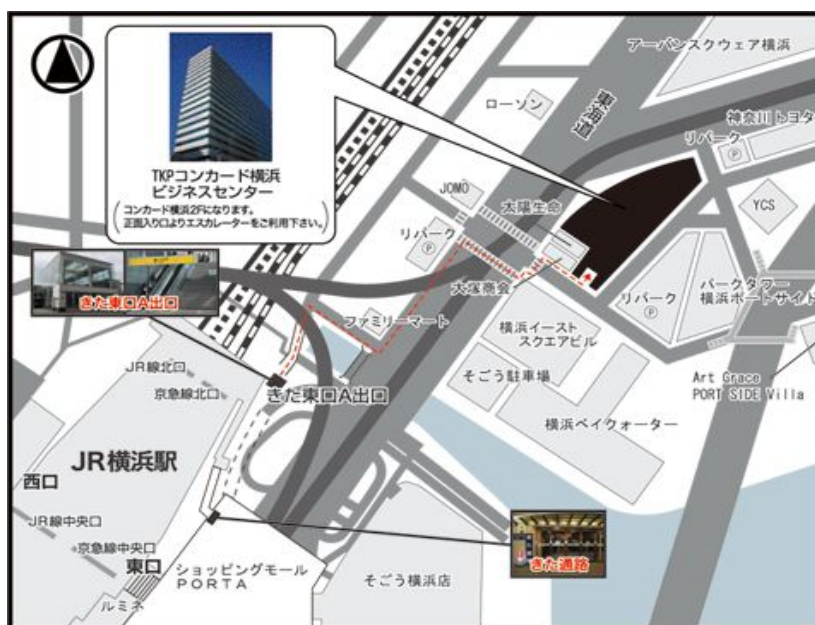 アーバンスクウェア横浜
ローソン
東海道
神奈川トヨタ
リパーク
P
TKPコンカード横浜
ビジネスセンター
コンカード横浜2Fになります。
正面入り口よりエスカレーターをご利用下さい。
JOMO
太陽生命
YCS
リパーク
P
大塚商会
リパーク
P
パークタワー
横浜ポートサイド
きた東口A出口
ファミリーマート
横浜イースト
スクエアビル
JR線北口
そごう駐車場
Art Grace
PORT SIDE Villa
京急線北口
きた東口A出口
横浜ベイクォーター
JR横浜駅
西口
JR線中央口
京急線中央口
きた通路
東口
ショッピングモール
PORTA
そごう横浜店
ルミネ